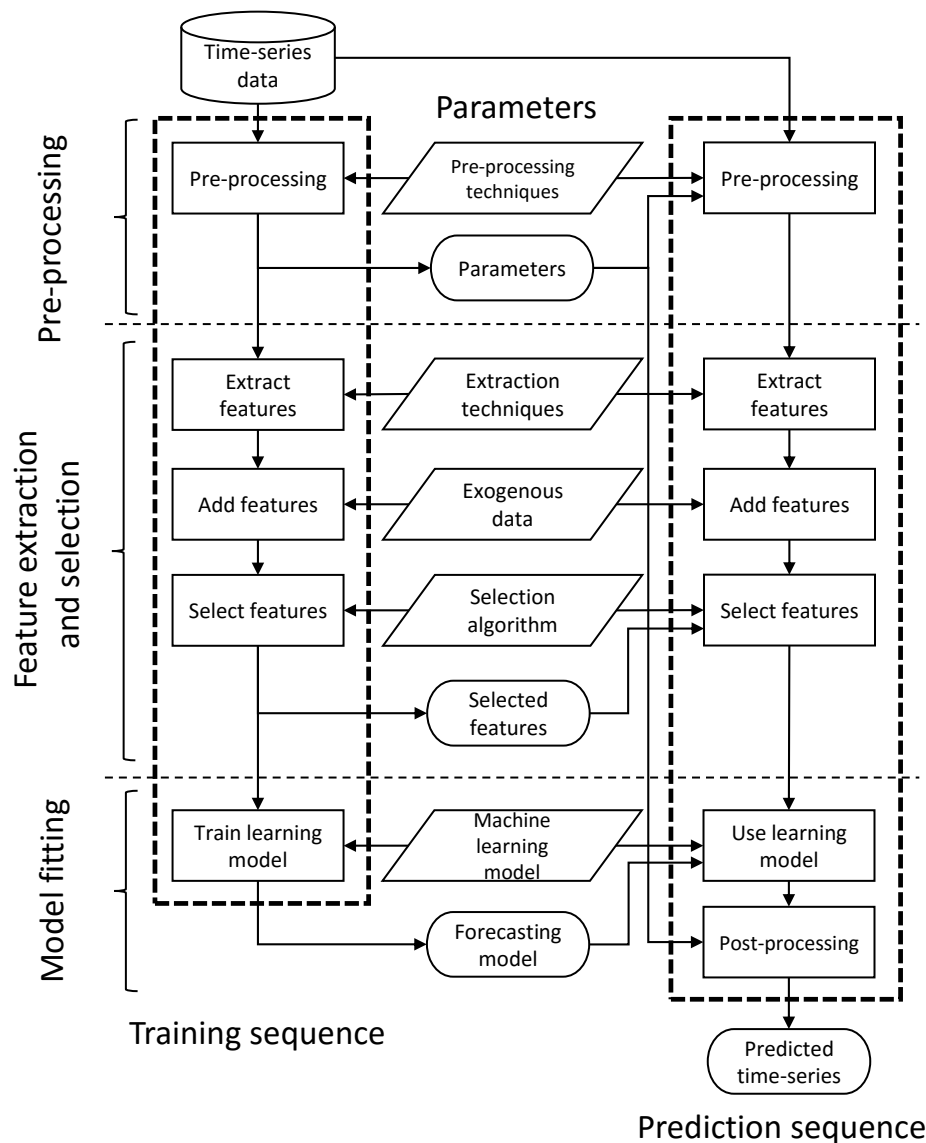 Time-series
data
Parameters
Pre-processing
Pre-processing
Pre-processing
techniques
Pre-processing
Parameters
Feature extraction
and selection
Extract
features
Extraction
techniques
Extract
features
Add features
Exogenous
data
Add features
Select features
Selection
algorithm
Select features
Selected
features
Model fitting
Train learning
model
Machine
learning
model
Use learning
model
Forecasting
model
Post-processing
Training sequence
Predicted
time-series
Prediction sequence